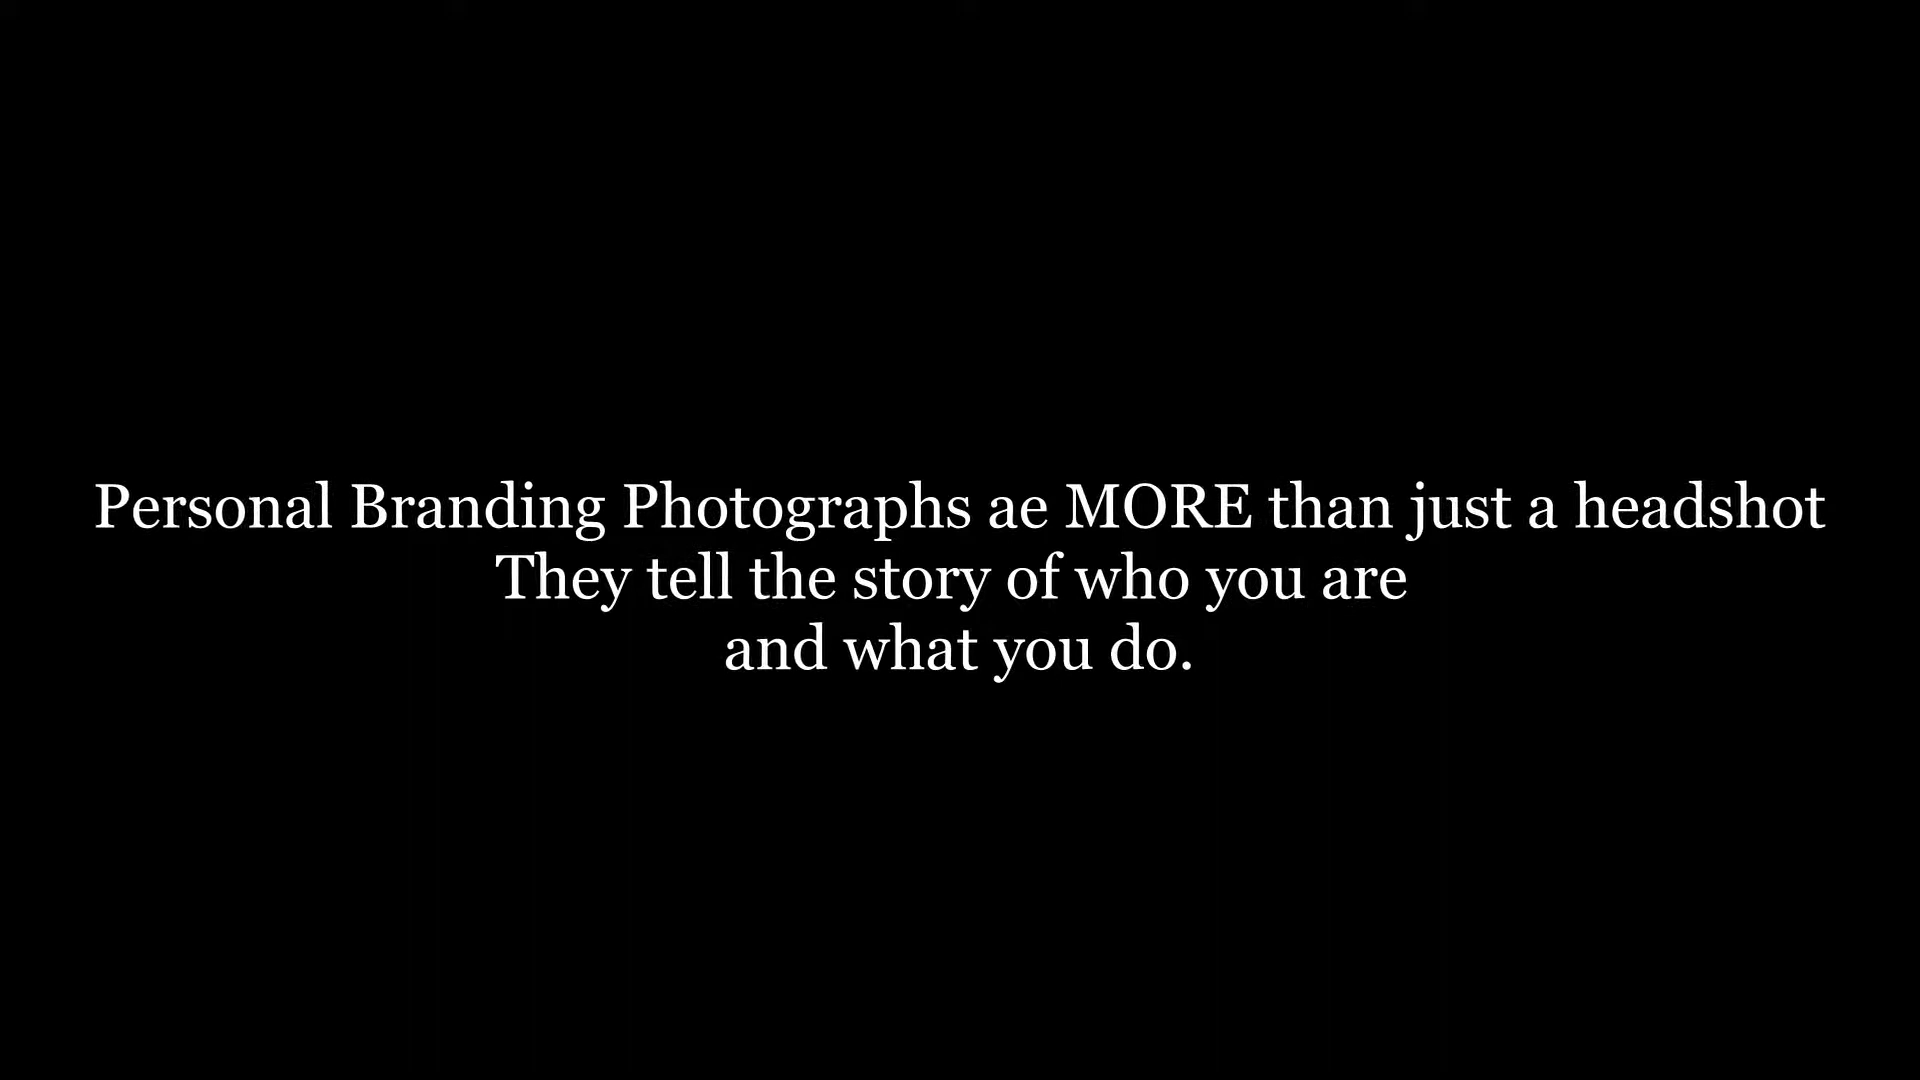 Personal Branding Photographs ae MORE than just a headshot
They tell the story of who you are
and what you do.